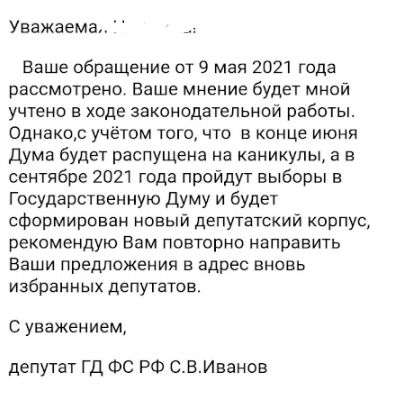 Уважаемая
Ваше обращение от 9 мая 2021 года
рассмотрено. Ваше мнение будет мной
учтено в ходе законодательной работы.
Однако,с учётом того, что  в конце июня
Дума будет распущена на каникулы, а в
сентябре 2021 года пройдут выборы в
Государственную Думу и будет
сформирован новый депутатский корпус,
рекомендую Вам повторно направить
Ваши предложения в адрес вновь
избранных депутатов.
С уважением,
депутат ГД ФС РФ С.В.Иванов